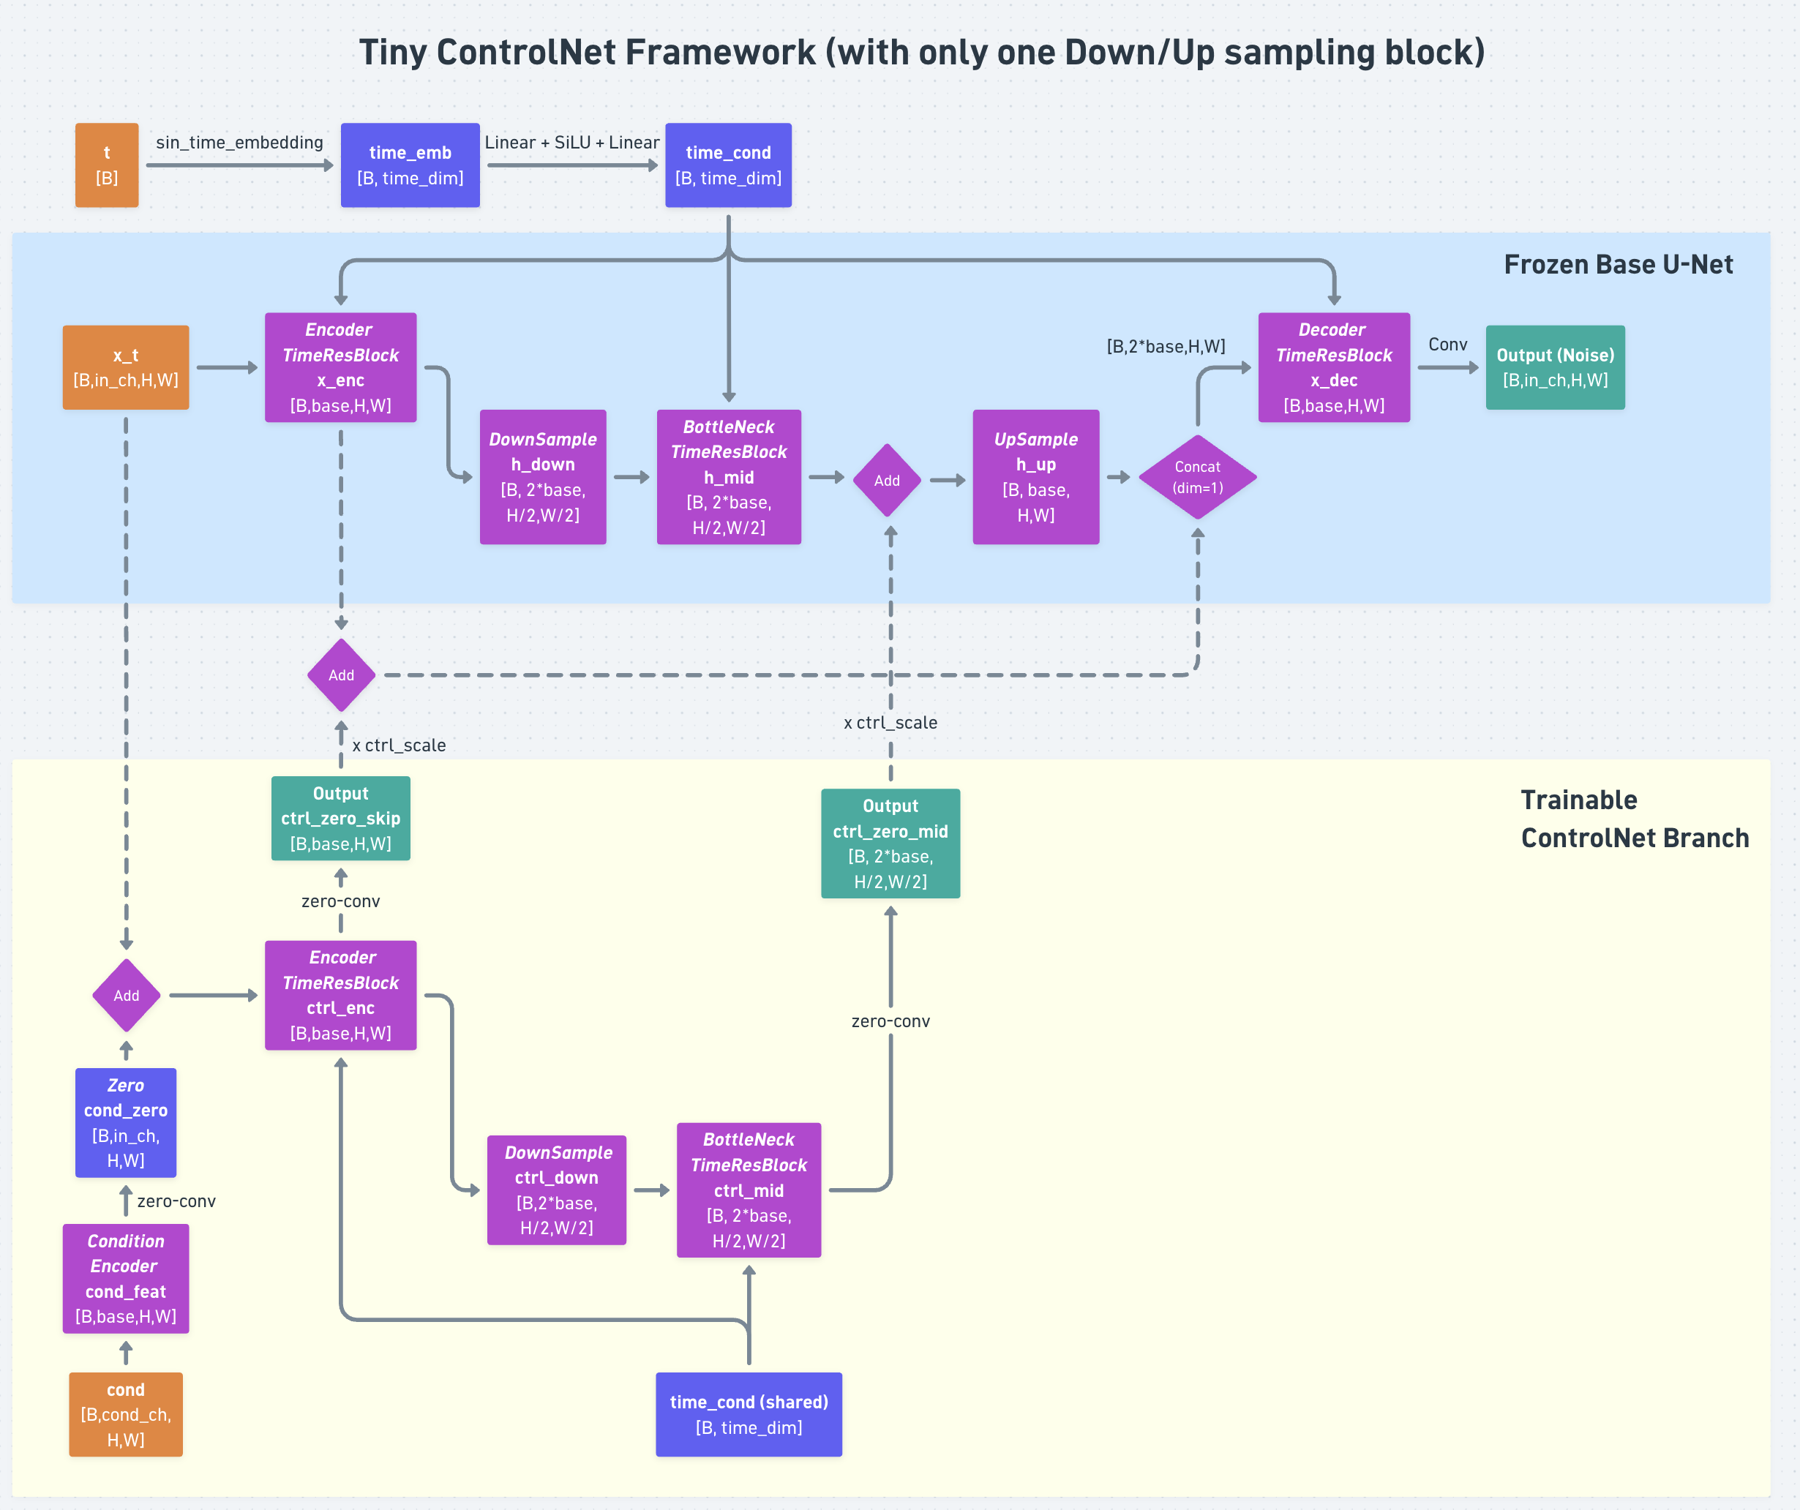 Tiny ControlNet Framework (with only one Down/Up sampling block)
t
[B]
sin_time_embedding
time_emb
[B, time_dim]
Linear + SiLU + Linear
time_cond
[B, time_dim]
Frozen Base U-Net
x_t
[B,in_ch,H,W]
Encoder
TimeResBlock
x_enc
[B,base,H,W]
DownSample
h_down
[B, 2*base,
H/2,W/2]
BottleNeck
TimeResBlock
h_mid
[B, 2*base,
H/2,W/2]
Add
UpSample
h_up
[B, base,
H,W]
Concat
(dim=1)
[B,2*base,H,W]
Decoder
TimeResBlock
x_dec
[B,base,H,W]
Conv
Output (Noise)
[B,in_ch,H,W]
Add
x ctrl_scale
x ctrl_scale
Trainable
ControlNet Branch
Output
ctrl_zero_skip
[B,base,H,W]
Output
ctrl_zero_mid
[B, 2*base,
H/2,W/2]
zero-conv
Add
Encoder
TimeResBlock
ctrl_enc
[B,base,H,W]
zero-conv
Zero
cond_zero
[B,in_ch,
H,W]
DownSample
ctrl_down
[B,2*base,
H/2,W/2]
BottleNeck
TimeResBlock
ctrl_mid
[B, 2*base,
H/2,W/2]
zero-conv
Condition
Encoder
cond_feat
[B,base,H,W]
cond
[B,cond_ch,
H,W]
time_cond (shared)
[B, time_dim]